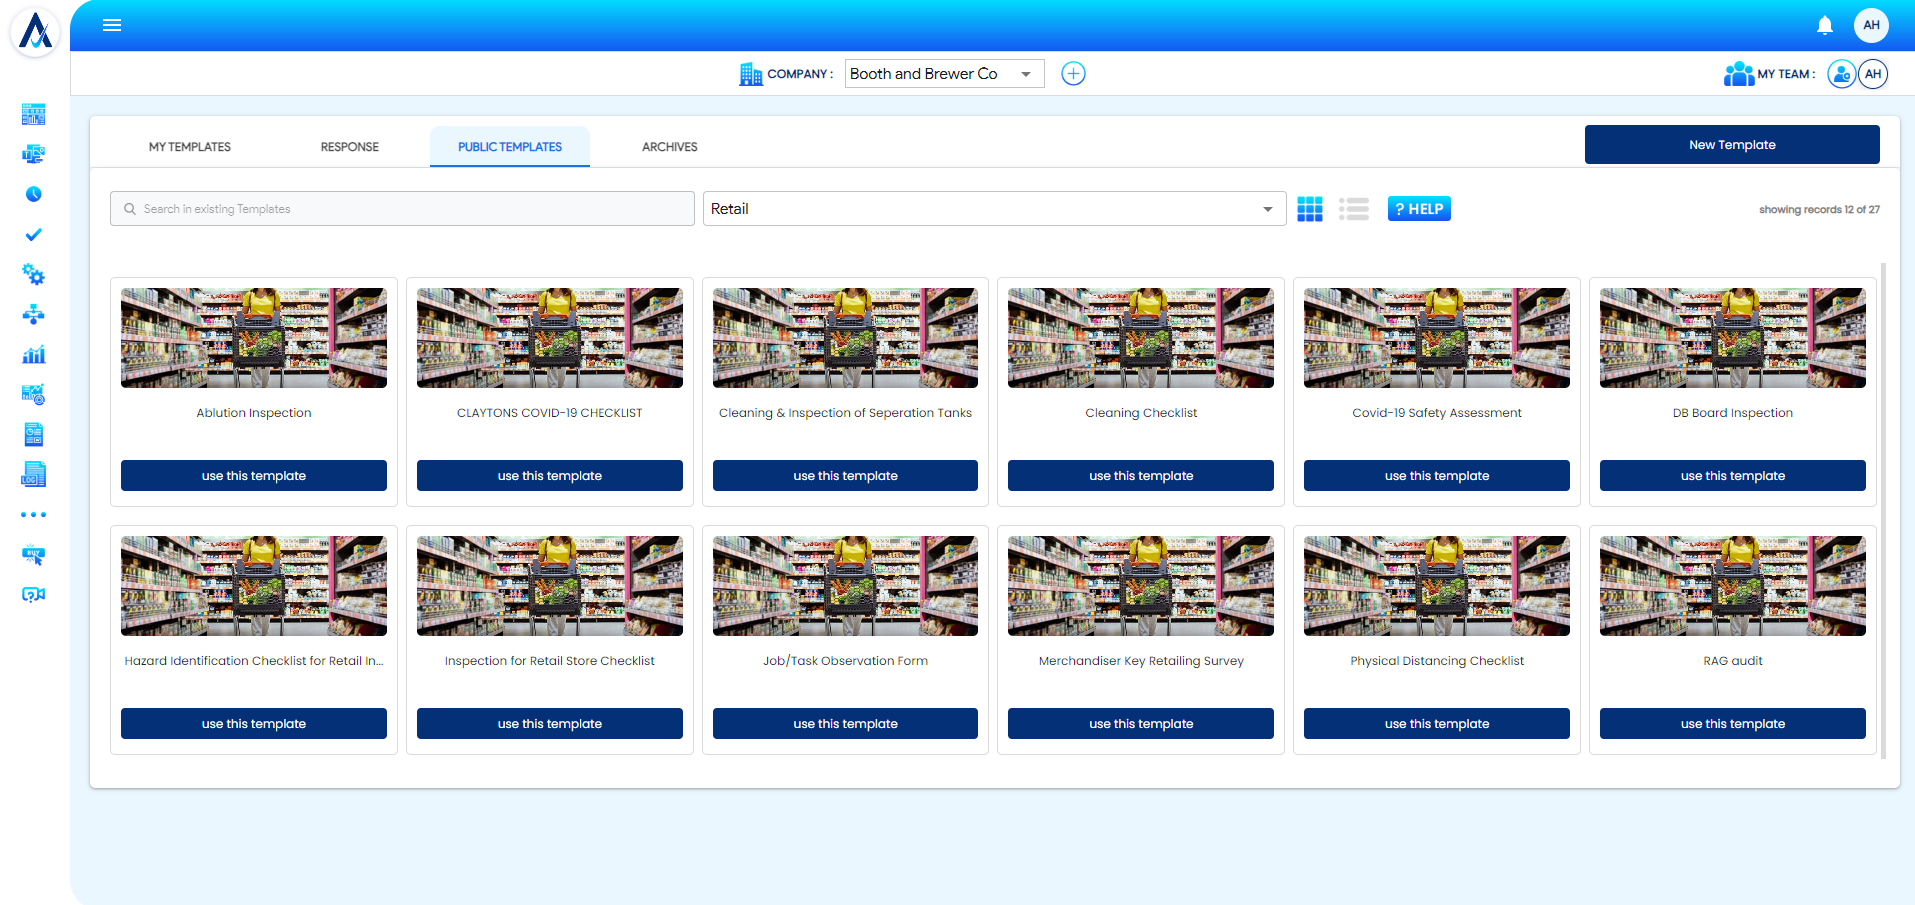 AH
COMPANY :
Booth and Brewer Co
MY TEAM :
AH
MY TEMPLATES
RESPONSE
PUBLIC TEMPLATES
ARCHIVES
New Template
Search in existing Templates
Retail
? HELP
showing records 12 of 27
Ablution Inspection
CLAYTONS COVID-19 CHECKLIST
Cleaning & Inspection of Seperation Tanks
Cleaning Checklist
Covid-19 Safety Assessment
DB Board Inspection
use this template
use this template
use this template
use this template
use this template
use this template
LOG
BUY
Hazard Identification Checklist for Retail In...
Inspection for Retail Store Checklist
Job/Task Observation Form
Merchandiser Key Retailing Survey
Physical Distancing Checklist
RAG audit
use this template
use this template
use this template
use this template
use this template
use this template